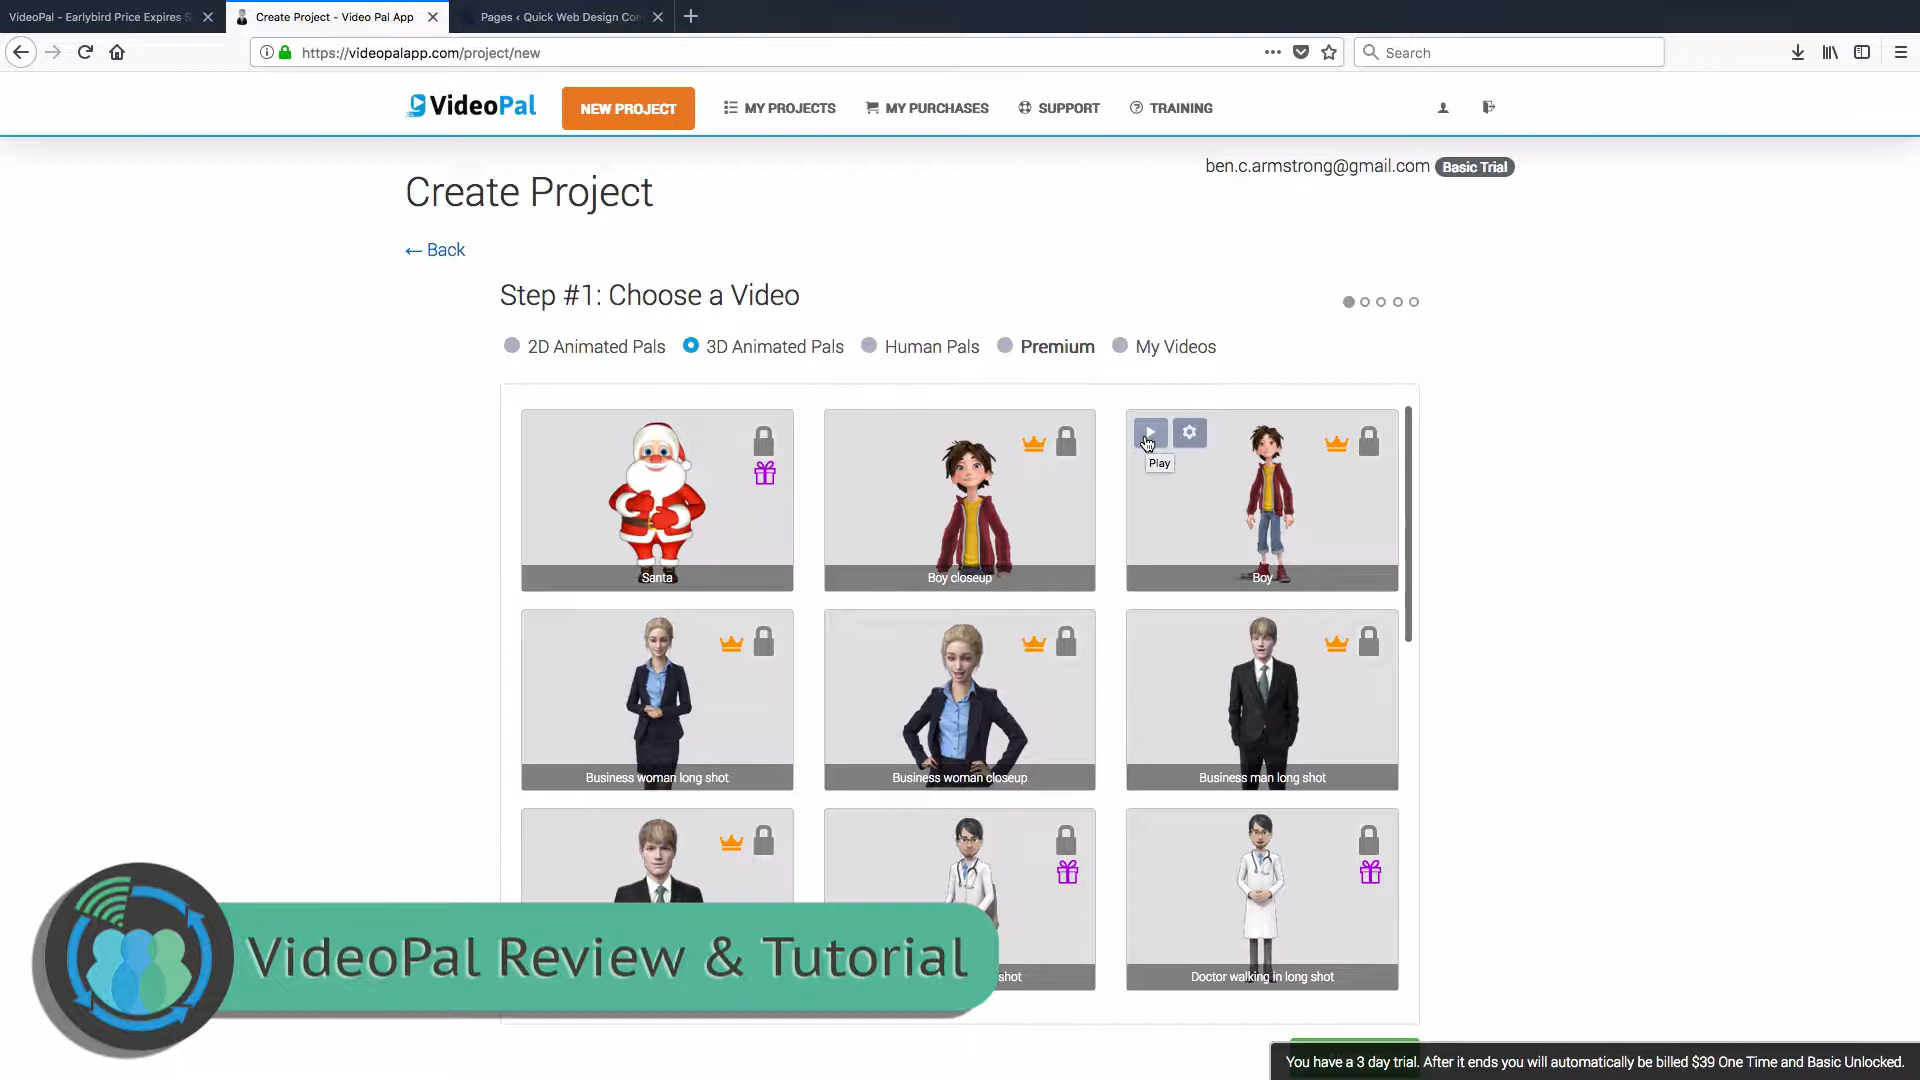 VideoPal - Earlybird Price Expires S
Create Project - Video Pal App
Pages ‹ Quick Web Design Con
https://videopalapp.com/project/new
Search
VideoPal
NEW PROJECT
MY PROJECTS
MY PURCHASES
SUPPORT
TRAINING
ben.c.armstrong@gmail.com Basic Trial
Create Project
← Back
Step #1: Choose a Video
2D Animated Pals
3D Animated Pals
Human Pals
Premium
My Videos
Play
Santa
Boy closeup
Boy
Business woman long shot
Business woman closeup
Business man long shot
shot
Doctor walking in long shot
VideoPal Review & Tutorial
You have a 3 day trial. After it ends you will automatically be billed $39 One Time and Basic Unlocked.